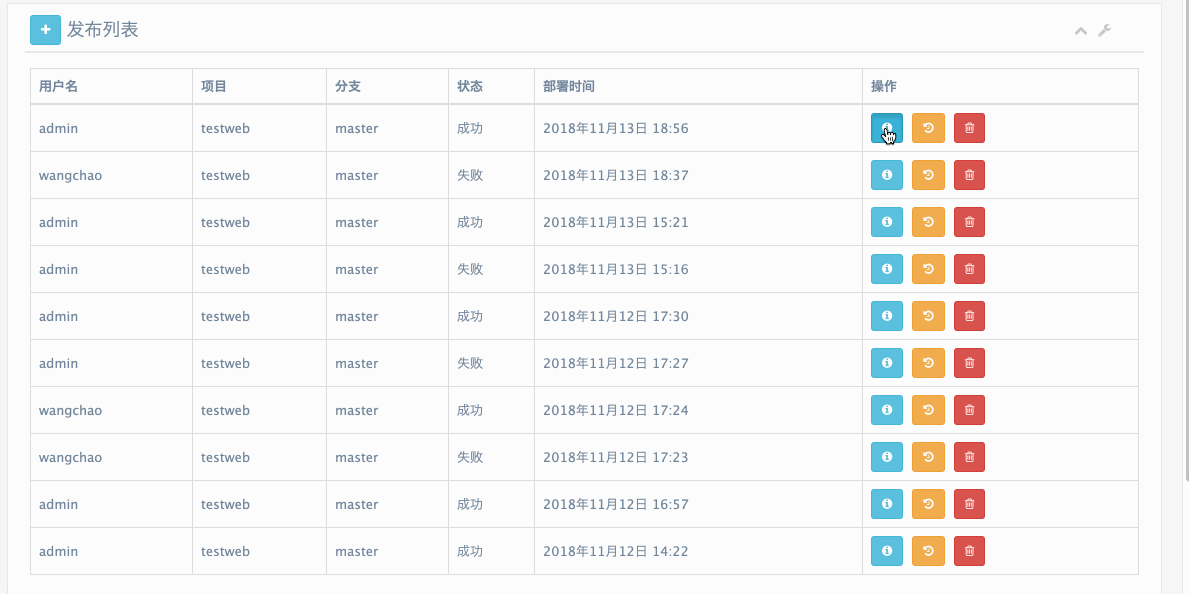 发布列表
用户名 项目 分支 状态 部署时间 操作
admin testweb master 成功 2018年11月13日 18:56
wangchao testweb master 失败 2018年11月13日 18:37
admin testweb master 成功 2018年11月13日 15:21
admin testweb master 失败 2018年11月13日 15:16
admin testweb master 成功 2018年11月12日 17:30
admin testweb master 失败 2018年11月12日 17:27
wangchao testweb master 成功 2018年11月12日 17:24
wangchao testweb master 失败 2018年11月12日 17:23
admin testweb master 成功 2018年11月12日 16:57
admin testweb master 成功 2018年11月12日 14:22